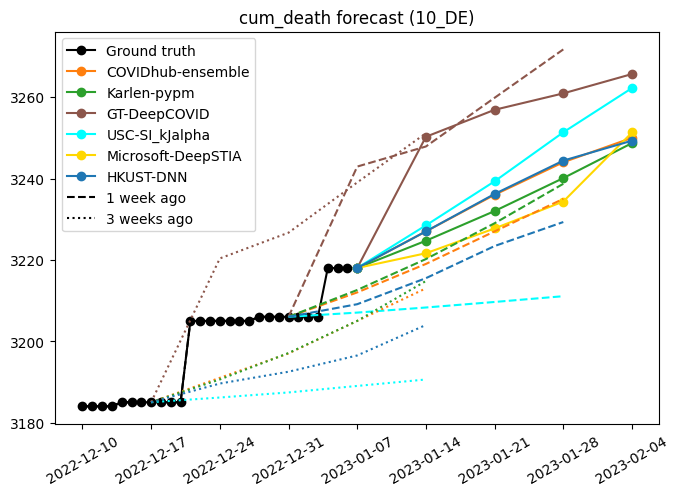 cum_death forecast (10_DE)
Ground truth
COVIDhub-ensemble
Karlen-pypm
GT-DeepCOVID
USC-SI_kJalpha
Microsoft-DeepSTIA
HKUST-DNN
1 week ago
3 weeks ago
3260
3240
3220
3200
3180
2022-12-10
2022-12-17
2022-12-24
2022-12-31
2023-01-07
2023-01-14
2023-01-21
2023-01-28
2023-02-04